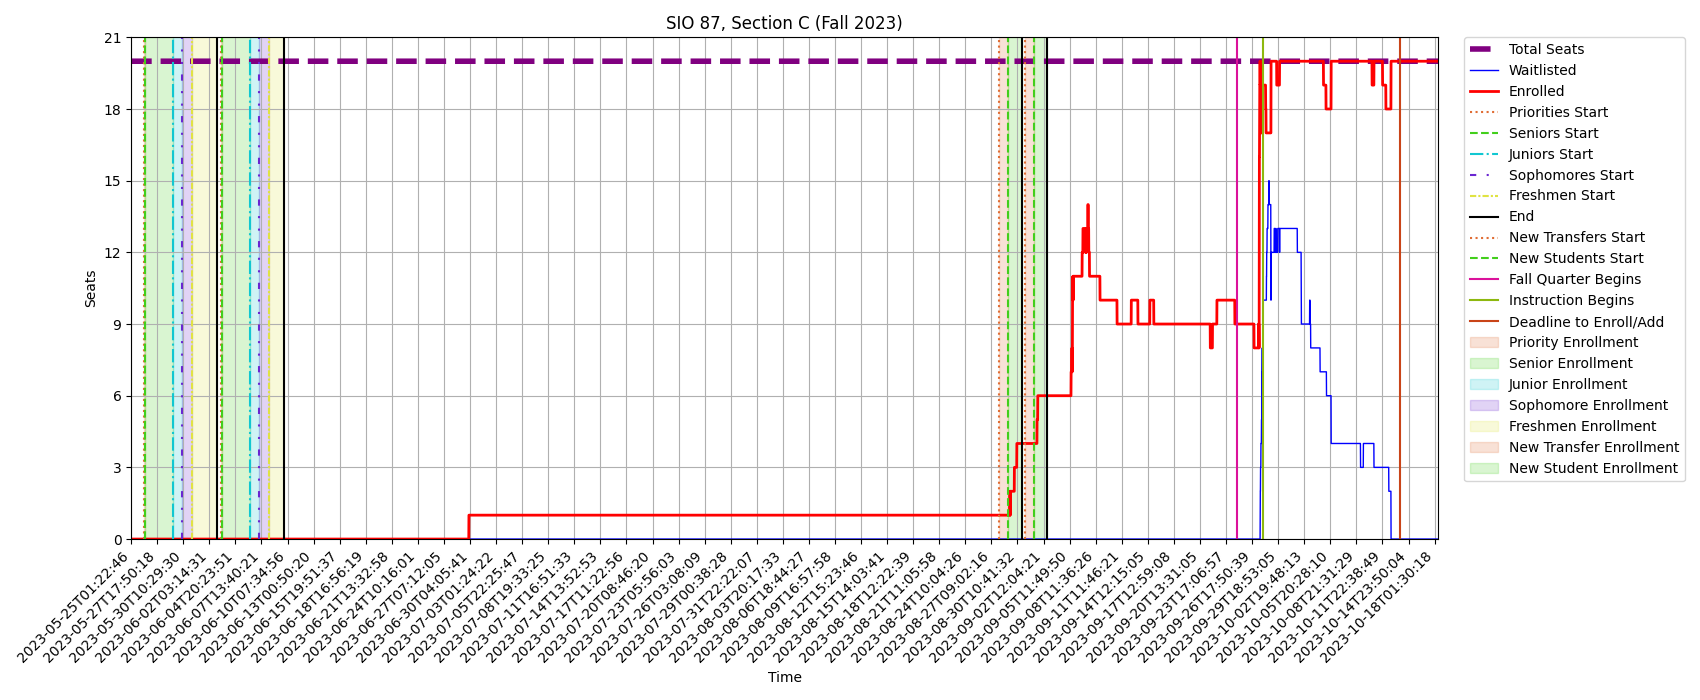 SIO 87, Section C (Fall 2023)
21
18
15
12
9
6
3
0
Seats
2023-05-25T01:22:46
2023-05-27T17:50:18
2023-05-30T10:29:30
2023-06-02T03:14:31
2023-06-04T20:23:51
2023-06-07T13:40:21
2023-06-10T07:34:56
2023-06-13T00:50:20
2023-06-15T19:51:37
2023-06-18T16:56:19
2023-06-21T13:32:58
2023-06-24T10:16:01
2023-06-27T07:12:05
2023-06-30T04:05:41
2023-07-03T01:24:22
2023-07-05T22:25:47
2023-07-08T19:33:25
2023-07-11T16:51:33
2023-07-14T13:52:53
2023-07-17T11:22:56
2023-07-20T08:46:20
2023-07-23T05:56:03
2023-07-26T03:08:09
2023-07-29T00:38:28
2023-07-31T22:22:07
2023-08-03T20:17:33
2023-08-06T18:44:27
2023-08-09T16:57:58
2023-08-12T15:23:46
2023-08-15T14:03:41
2023-08-18T12:22:39
2023-08-21T11:05:58
2023-08-24T10:04:26
2023-08-27T09:02:16
2023-08-30T10:41:32
2023-09-02T12:04:21
2023-09-05T11:49:50
2023-09-08T11:36:26
2023-09-11T11:46:21
2023-09-14T12:15:05
2023-09-17T12:59:08
2023-09-20T13:31:05
2023-09-23T17:06:57
2023-09-26T17:50:39
2023-09-29T18:53:05
2023-10-02T19:48:13
2023-10-05T20:28:10
2023-10-08T21:31:29
2023-10-11T22:38:49
2023-10-14T23:50:04
2023-10-18T01:30:18
Time
Total Seats
Waitlisted
Enrolled
Priorities Start
Seniors Start
Juniors Start
Sophomores Start
Freshmen Start
End
New Transfers Start
New Students Start
Fall Quarter Begins
Instruction Begins
Deadline to Enroll/Add
Priority Enrollment
Senior Enrollment
Junior Enrollment
Sophomore Enrollment
Freshmen Enrollment
New Transfer Enrollment
New Student Enrollment